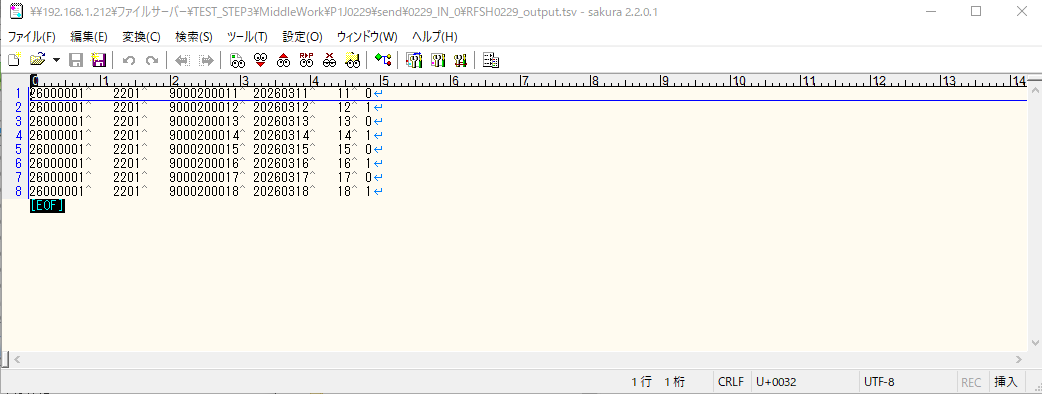 ¥¥192.168.1.212¥ファイルサーバー¥TEST_STEP3¥MiddleWork¥P1J0229¥send¥0229_IN_0¥RFSH0229_output.tsv - sakura 2.2.0.1
ファイル(F) 編集(E) 変換(C) 検索(S) ツール(T) 設定(O) ウィンドウ(W) ヘルプ(H)
0 1 2 3 4 5 6 7 8 9 10 11 12 13 14
1 26000001^ 2201^ 9000200011^ 20260311^ 11^ 0↵
2 26000001^ 2201^ 9000200012^ 20260312^ 12^ 1↵
3 26000001^ 2201^ 9000200013^ 20260313^ 13^ 0↵
4 26000001^ 2201^ 9000200014^ 20260314^ 14^ 1↵
5 26000001^ 2201^ 9000200015^ 20260315^ 15^ 0↵
6 26000001^ 2201^ 9000200016^ 20260316^ 16^ 1↵
7 26000001^ 2201^ 9000200017^ 20260317^ 17^ 0↵
8 26000001^ 2201^ 9000200018^ 20260318^ 18^ 1↵
[EOF]
1 行 1 桁 CRLF U+0032 UTF-8 REC 挿入